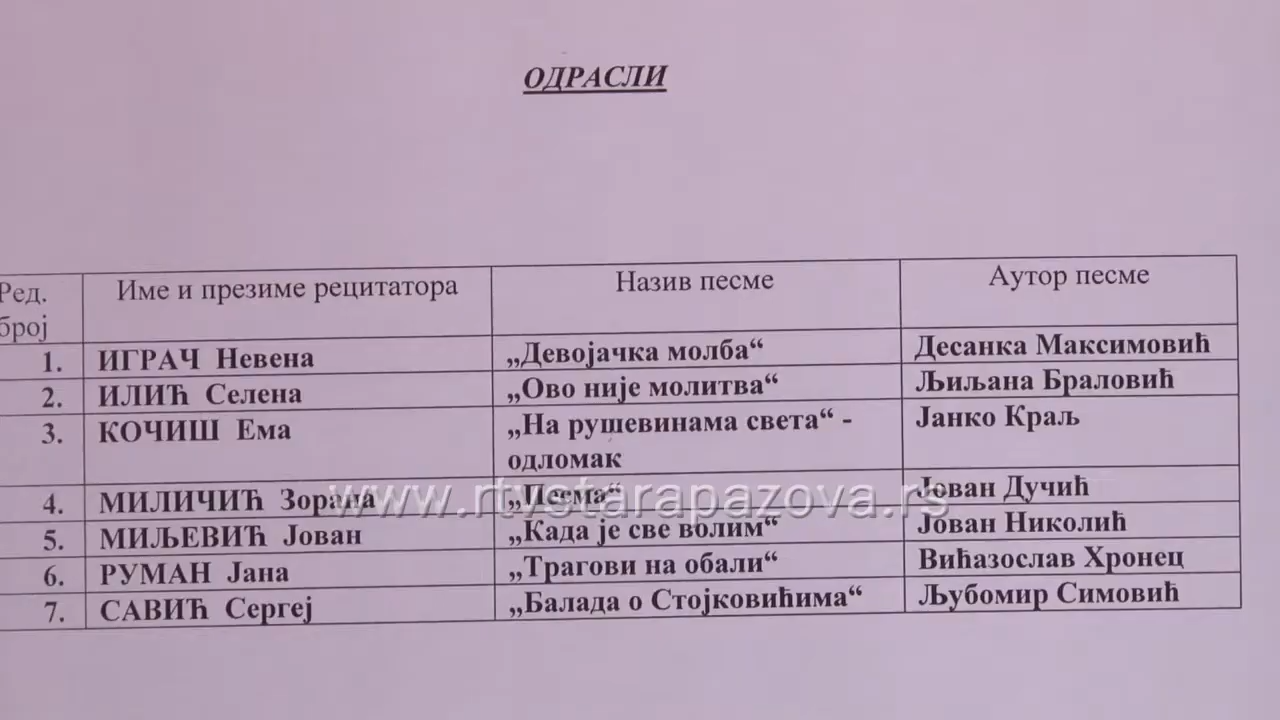 ОДРАСЛИ
Ред. број Име и презиме рецитатора Назив песме Аутор песме
1. ИГРАЧ Невена „Девојачка молба“ Десанка Максимовић
2. ИЛИЋ Селена „Ово није молитва“ Љиљана Браловић
3. КОЧИШ Ема „На рушевинама света“ - одломак Јанко Краљ
4. МИЛИЧИЋ Зорана „Песма“ Јован Дучић
www.rtvstarapazova.rs
5. МИЉЕВИЋ Јован „Када је све волим“ Јован Николић
6. РУМАН Јана „Трагови на обали“ Вићазослав Хронец
7. САВИЋ Сергеј „Балада о Стојковићима“ Љубомир Симовић